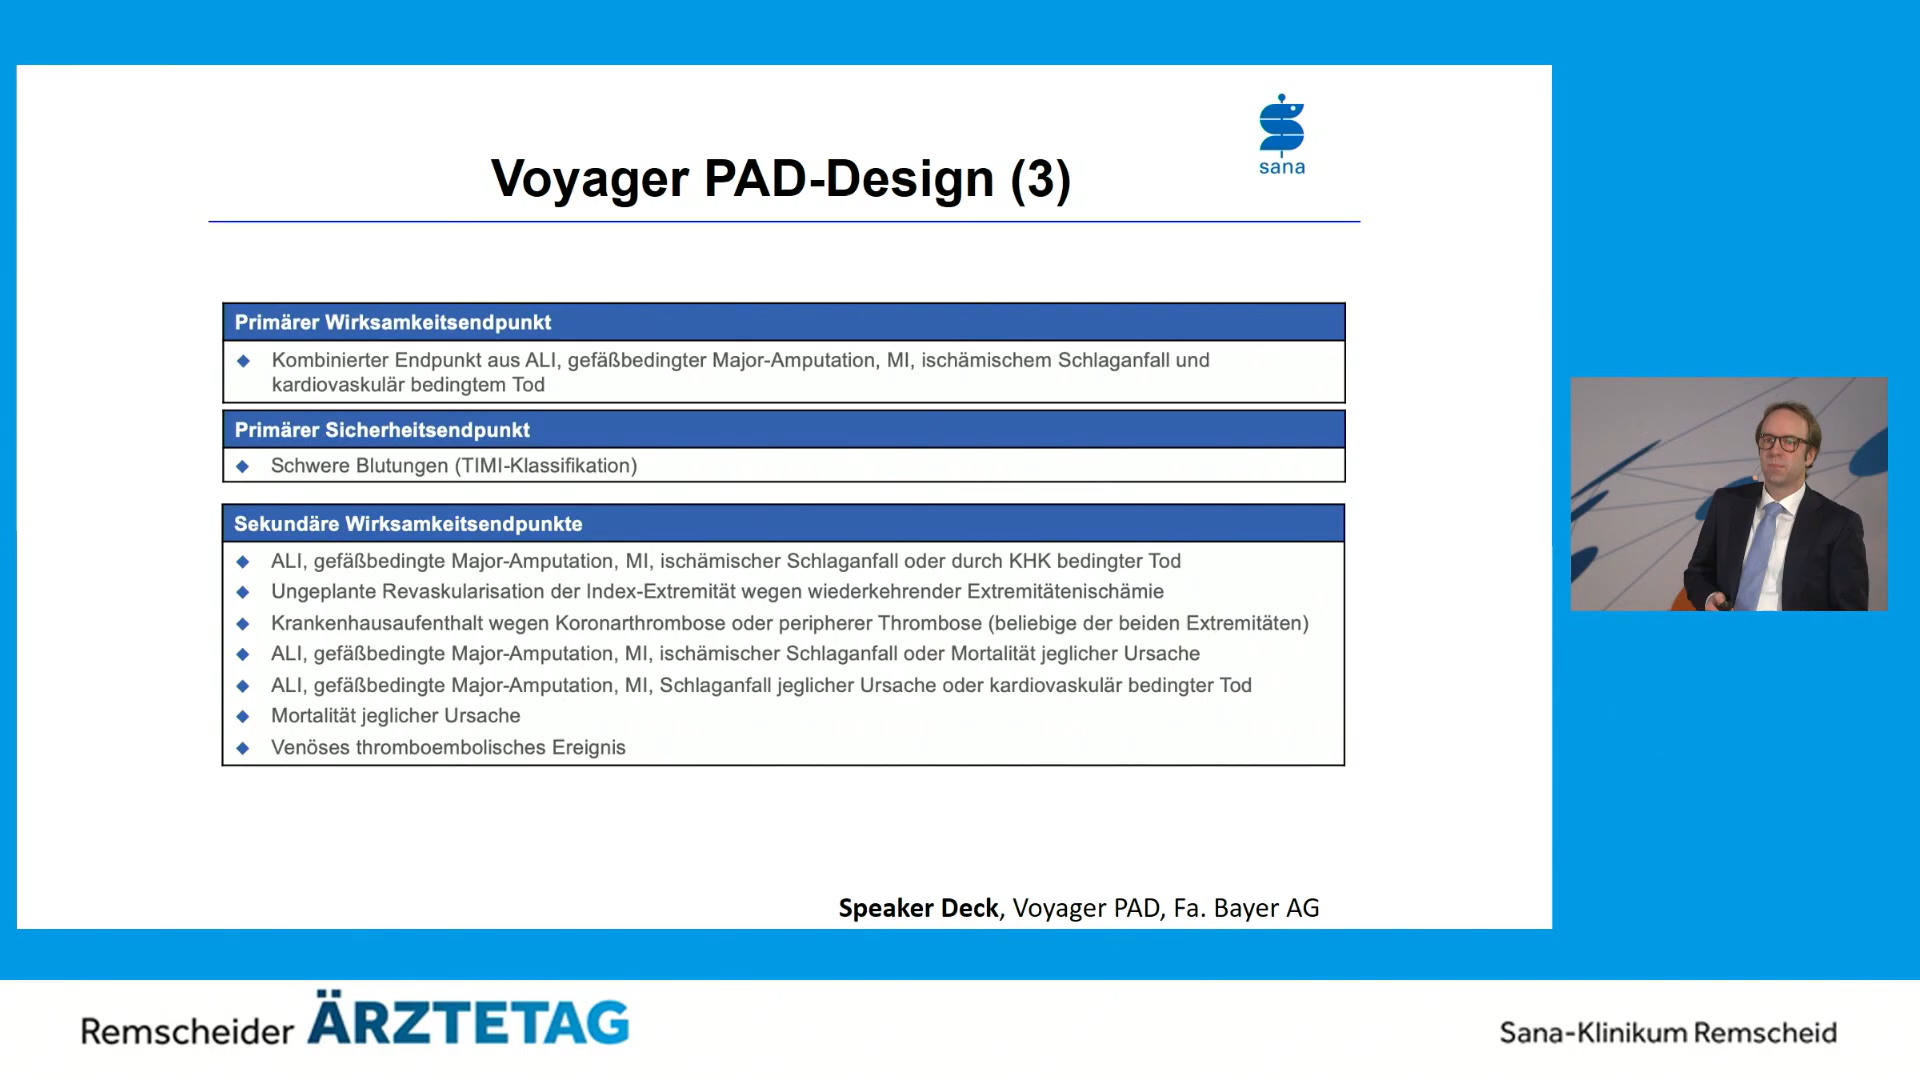 sana
Voyager PAD-Design (3)
Primärer Wirksamkeitsendpunkt
Kombinierter Endpunkt aus ALI, gefäßbedingter Major-Amputation, MI, ischämischem Schlaganfall und
kardiovaskulär bedingtem Tod
Primärer Sicherheitsendpunkt
Schwere Blutungen (TIMI-Klassifikation)
Sekundäre Wirksamkeitsendpunkte
ALI, gefäßbedingte Major-Amputation, MI, ischämischer Schlaganfall oder durch KHK bedingter Tod
Ungeplante Revaskularisation der Index-Extremität wegen wiederkehrender Extremitätenischämie
Krankenhausaufenthalt wegen Koronarthrombose oder peripherer Thrombose (beliebige der beiden Extremitäten)
ALI, gefäßbedingte Major-Amputation, MI, ischämischer Schlaganfall oder Mortalität jeglicher Ursache
ALI, gefäßbedingte Major-Amputation, MI, Schlaganfall jeglicher Ursache oder kardiovaskulär bedingter Tod
Mortalität jeglicher Ursache
Venöses thromboembolisches Ereignis
Speaker Deck, Voyager PAD, Fa. Bayer AG
Remscheider ÄRZTETAG
Sana-Klinikum Remscheid